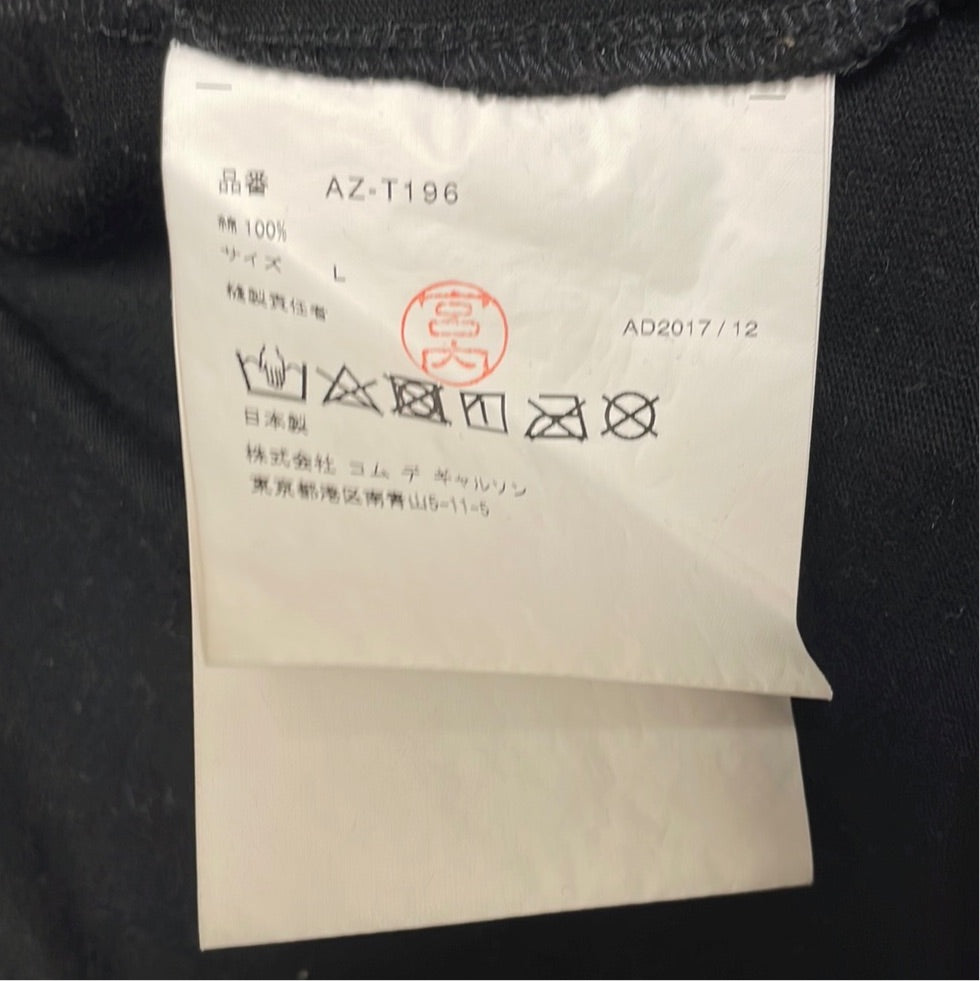 品番 AZ-T196
綿 100%
サイズ L
縫製責任者
宮内
AD2017/12
日本製
株式会社 コム デ ギャルソン
東京都港区南青山5-11-5